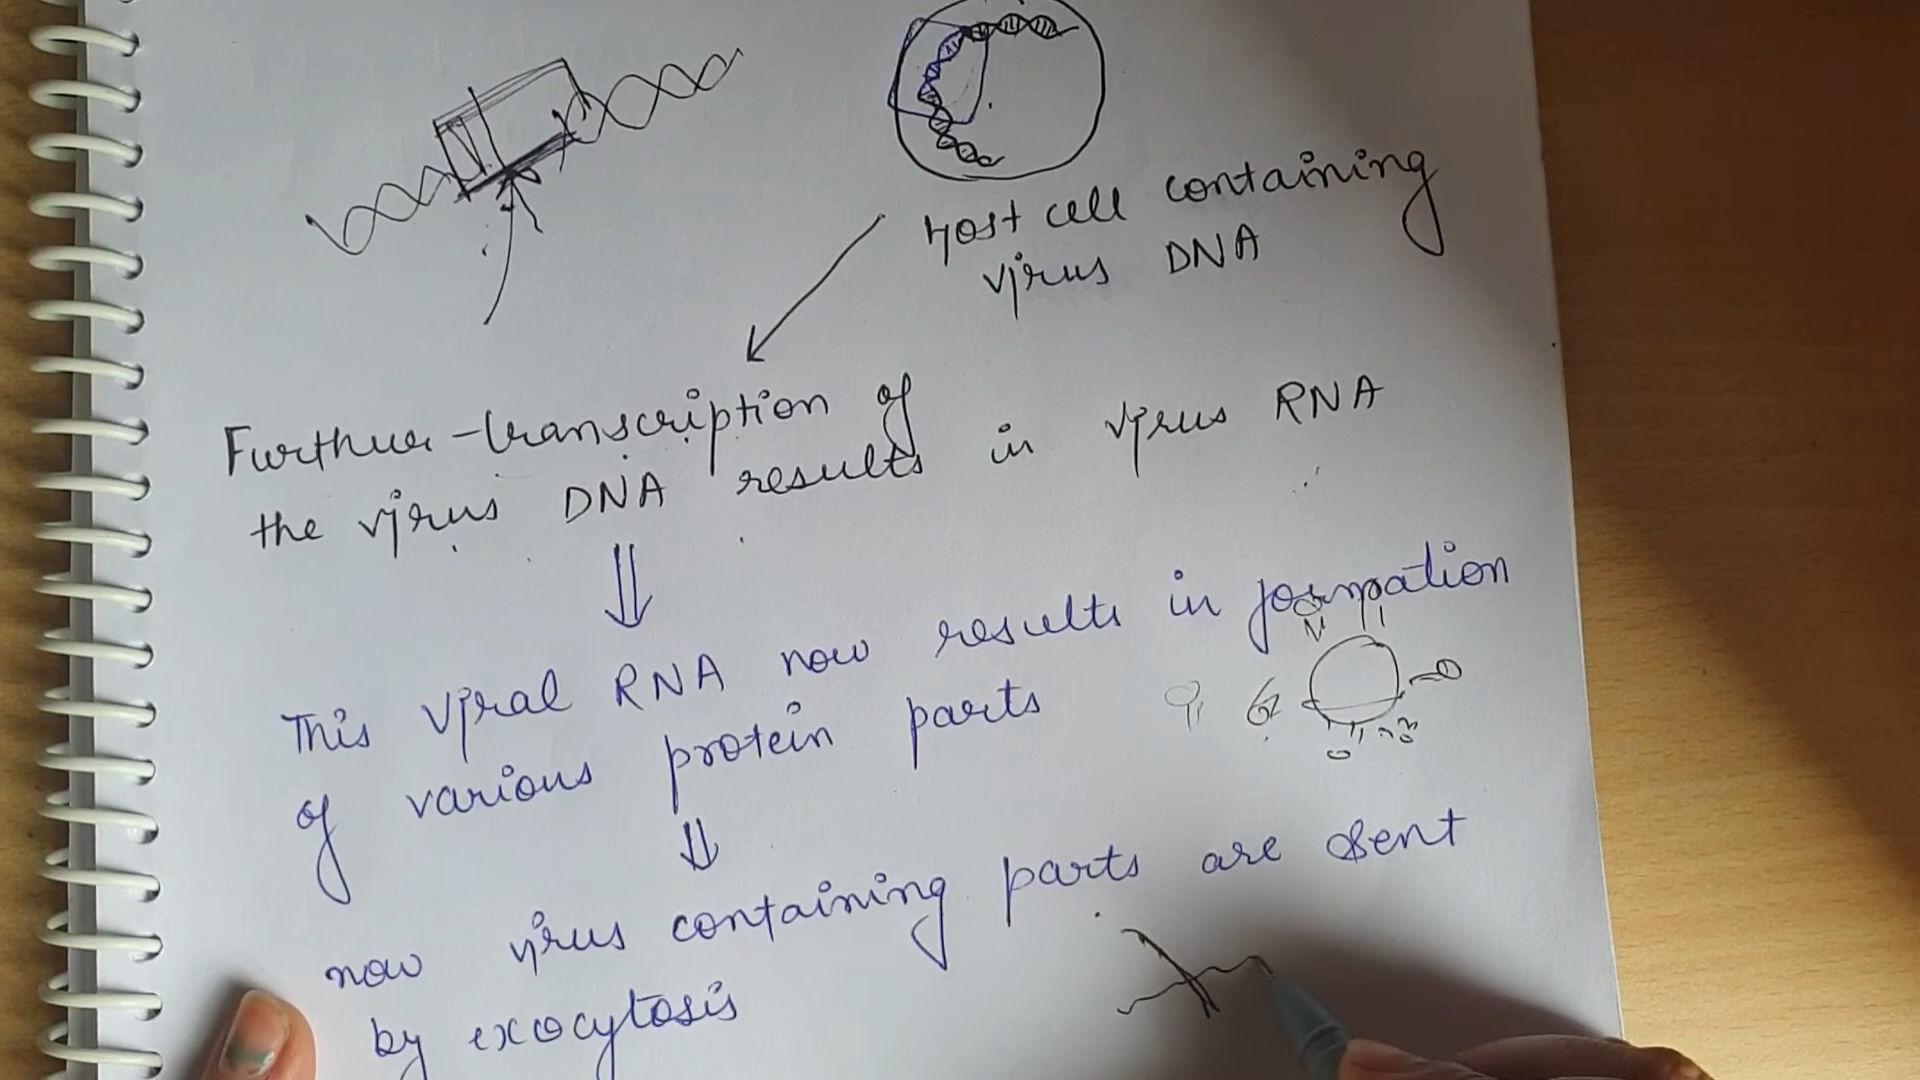 Host cell containing
virus DNA
Further transcription of
the virus DNA results in virus RNA
This viral RNA now results in formation
of various protein parts
now virus containing parts are sent
by exocytosis